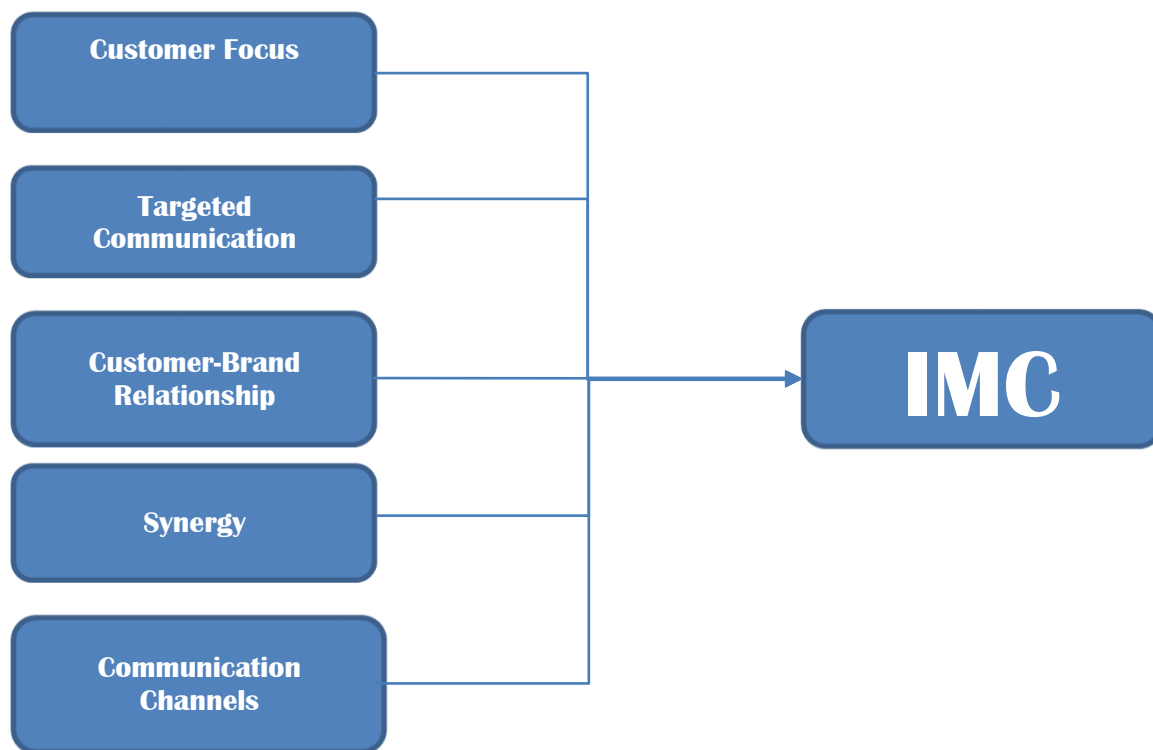 Customer Focus
Targeted
Communication
Customer-Brand
Relationship
IMC
Synergy
Communication
Channels